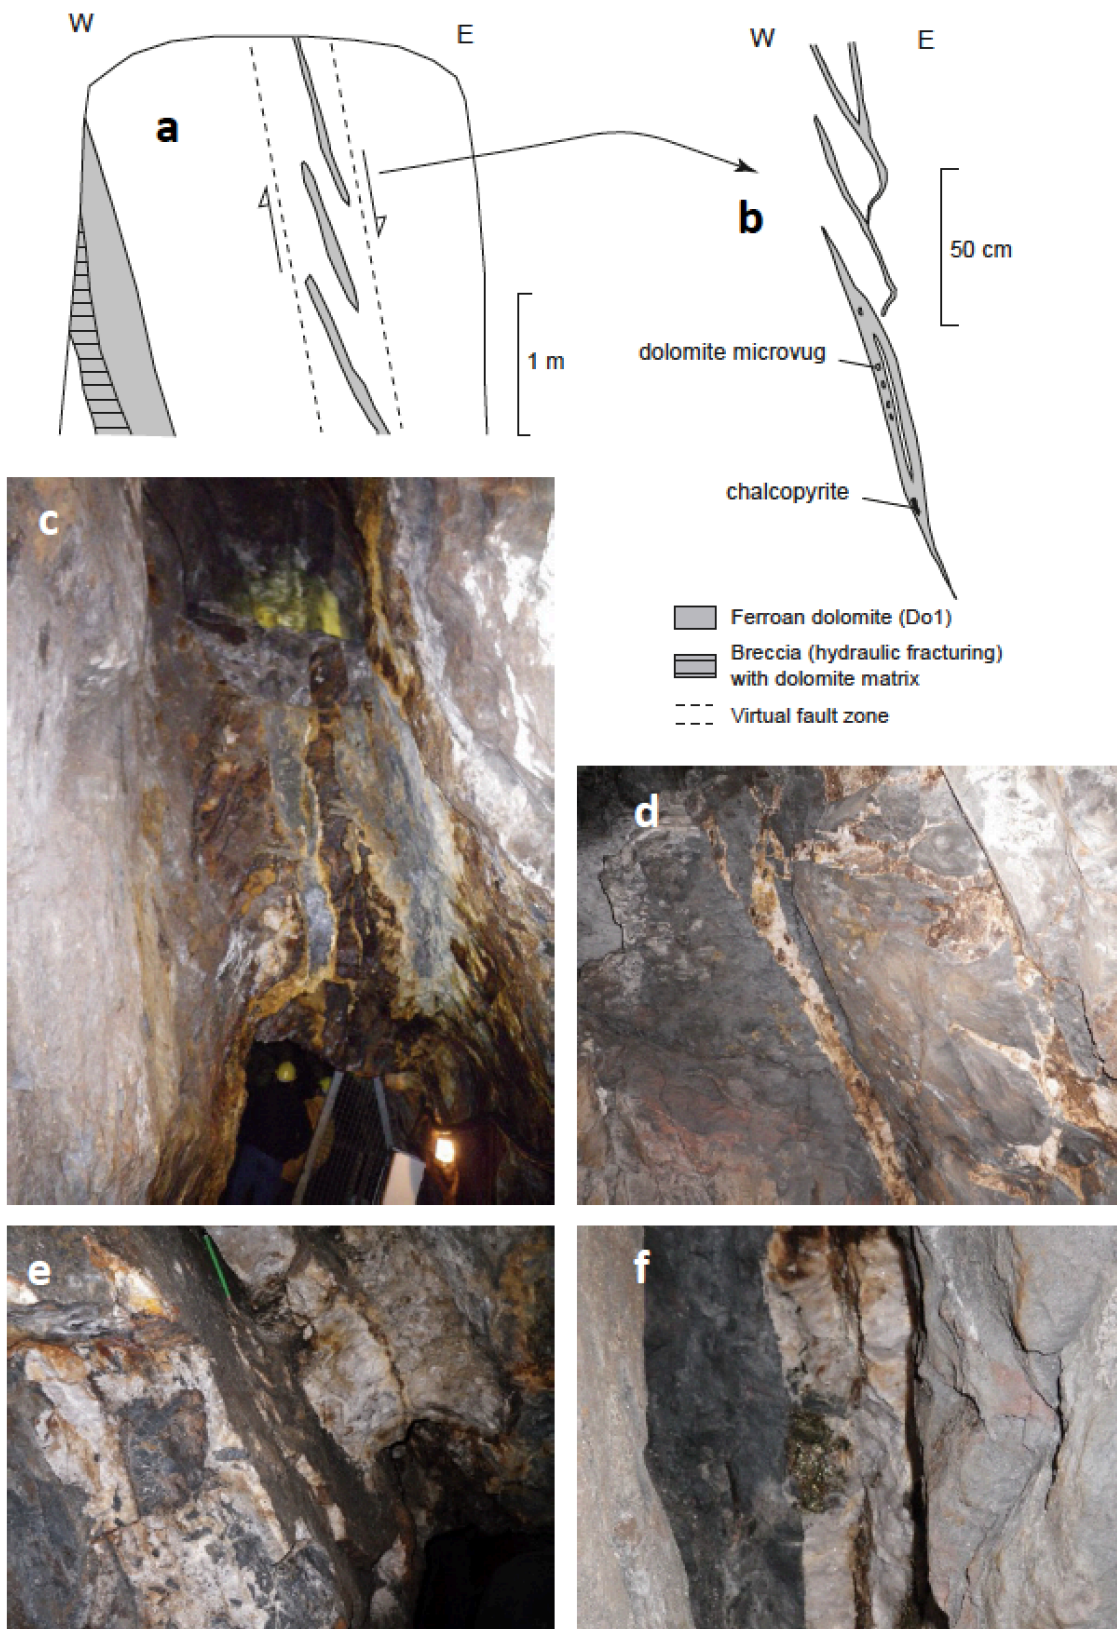 W
E
a
1 m
W
E
b
50 cm
dolomite microvug
chalcopyrite
Ferroan dolomite (Do1)
Breccia (hydraulic fracturing)
with dolomite matrix
Virtual fault zone
c
d
e
f